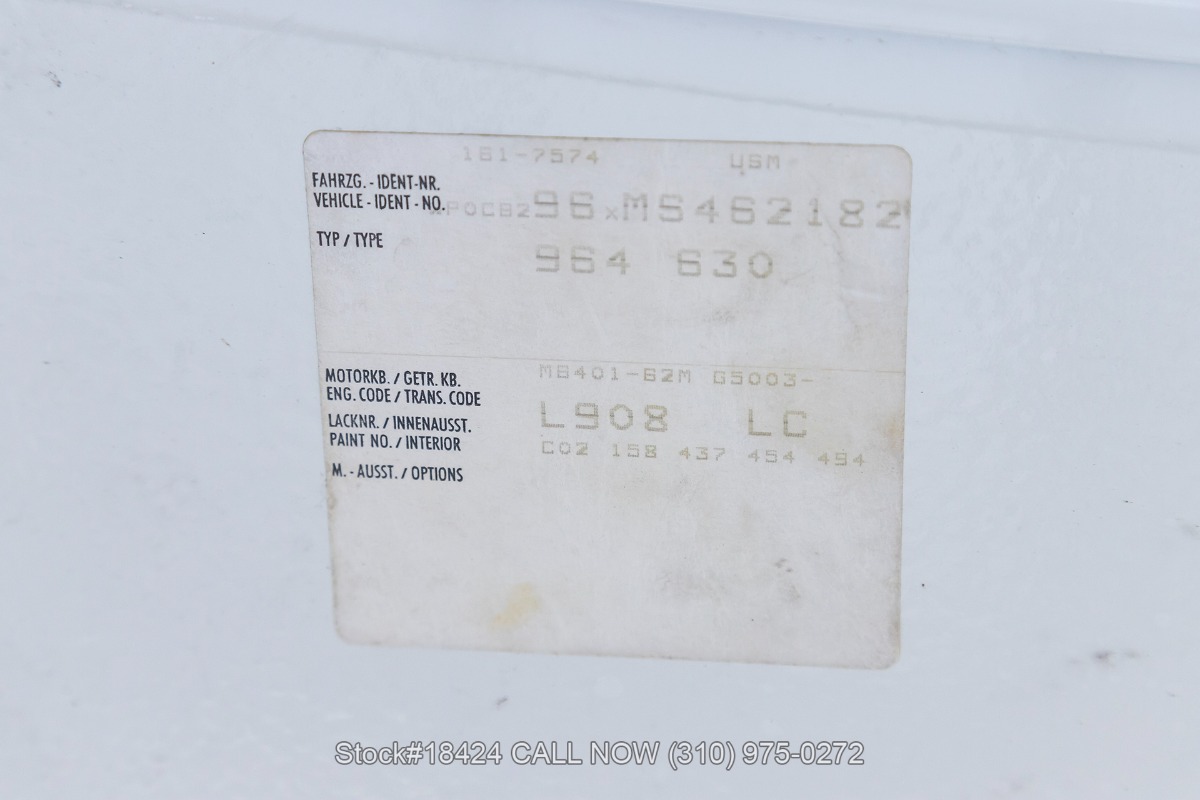 161-7574 USM
FAHRZG. - IDENT-NR.
VEHICLE - IDENT - NO. WP0CB296xMS462182
TYP / TYPE 964 630
MOTORKB. / GETR. KB. M6401-62M G5003-
ENG. CODE / TRANS. CODE
LACKNR. / INNENAUSST. L908 LC
PAINT NO. / INTERIOR
C02 158 437 454 494
M. - AUSST. / OPTIONS
Stock#18424 CALL NOW (310) 975-0272